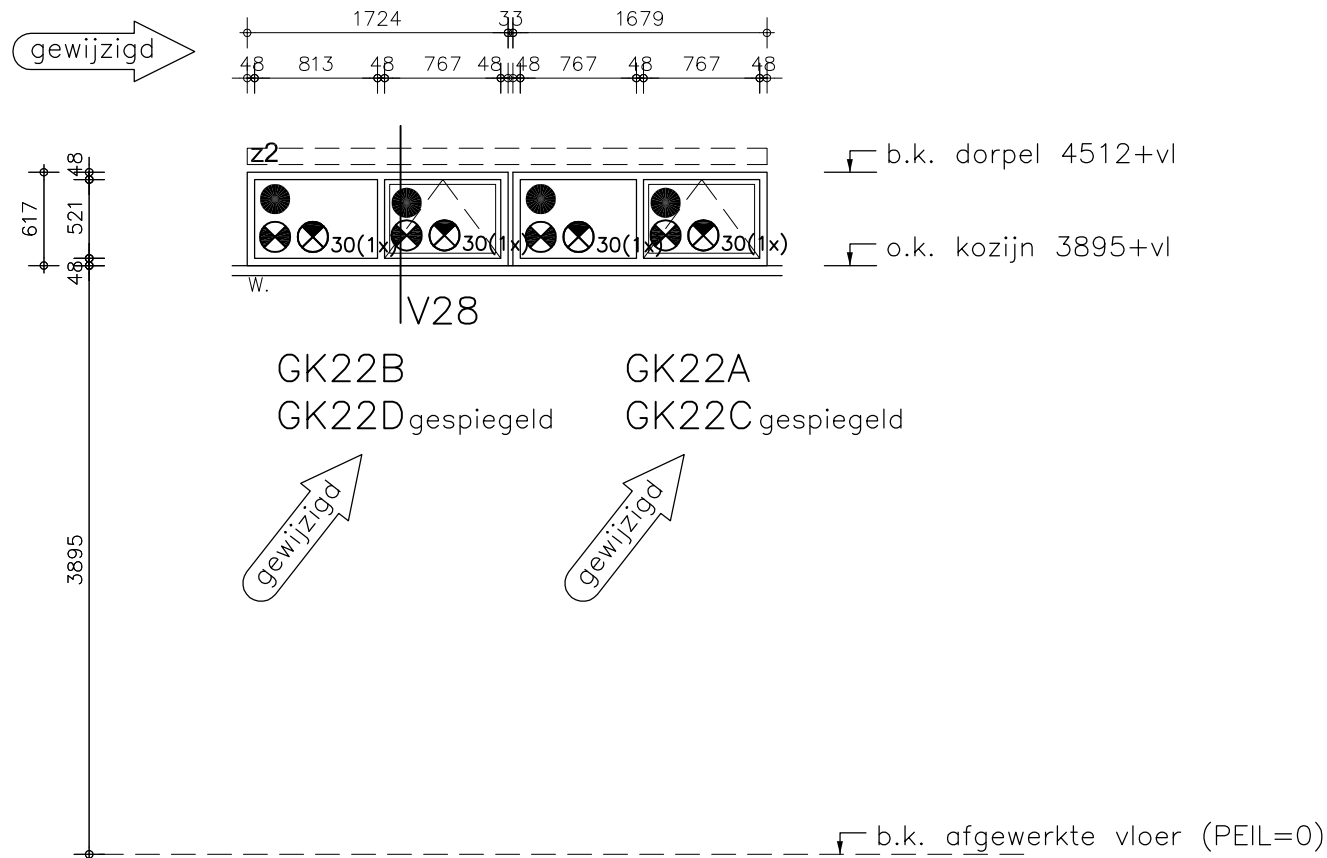 1724 33 1679
gewijzigd
48 813 48 767 48 48 767 48 767 48
z2
b.k. dorpel 4512+vl
48
617
521
48
30(1x) 30(1x) 30(1x) 30(1x)
o.k. kozijn 3895+vl
W.
V28
GK22B
GK22D gespiegeld
GK22A
GK22C gespiegeld
gewijzigd
gewijzigd
3895
b.k. afgewerkte vloer (PEIL=0)